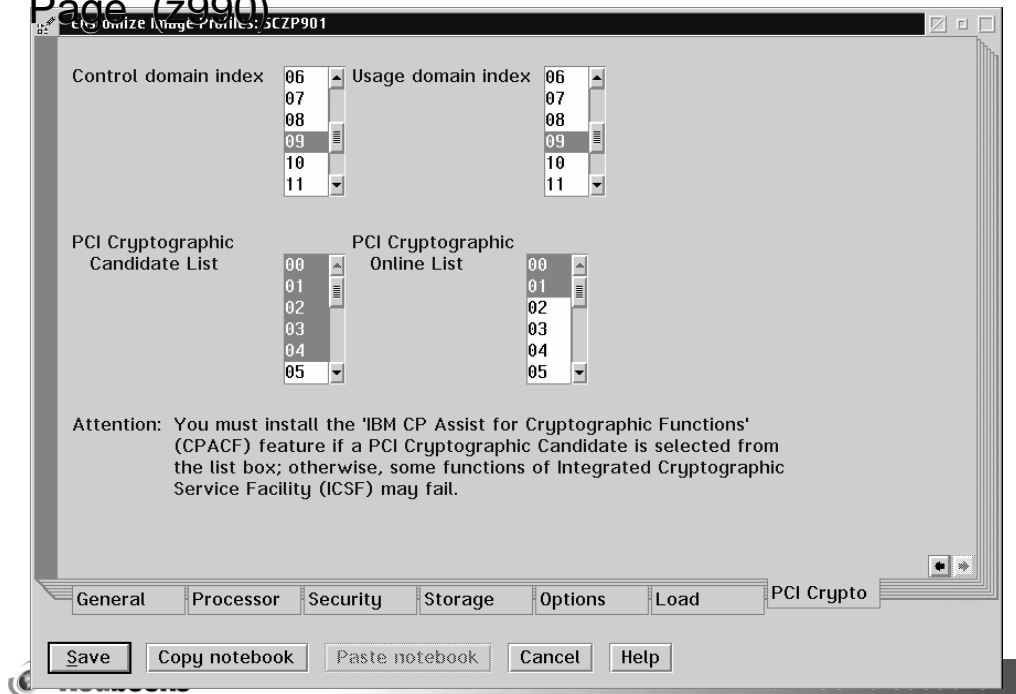 Page (z990)
Customize Image Profiles: SCZP901
Control domain index
06
07
08
09
10
11
Usage domain index
06
07
08
09
10
11
PCI Cryptographic
Candidate List
00
01
02
03
04
05
PCI Cryptographic
Online List
00
01
02
03
04
05
Attention: You must install the 'IBM CP Assist for Cryptographic Functions'
(CPACF) feature if a PCI Cryptographic Candidate is selected from
the list box; otherwise, some functions of Integrated Cryptographic
Service Facility (ICSF) may fail.
General Processor Security Storage Options Load PCI Crypto
Save Copy notebook Paste notebook Cancel Help